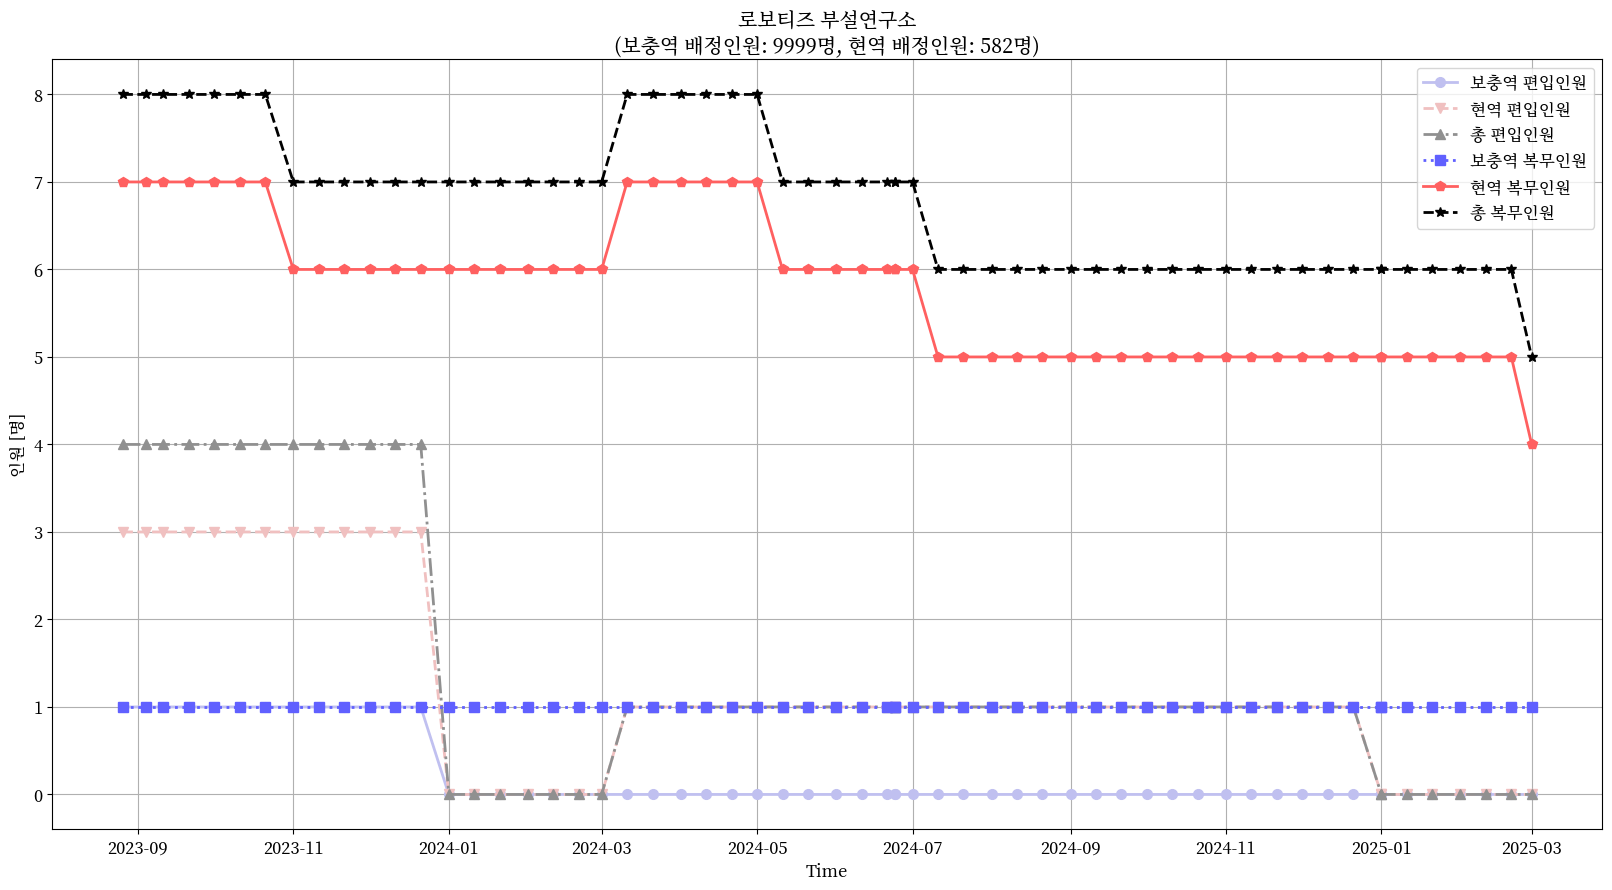 로보티즈 부설연구소
(보충역 배정인원: 9999명, 현역 배정인원: 582명)
보충역 편입인원
현역 편입인원
총 편입인원
보충역 복무인원
현역 복무인원
총 복무인원
인원 [명]
8
7
6
5
4
3
2
1
0
2023-09
2023-11
2024-01
2024-03
2024-05
2024-07
2024-09
2024-11
2025-01
2025-03
Time